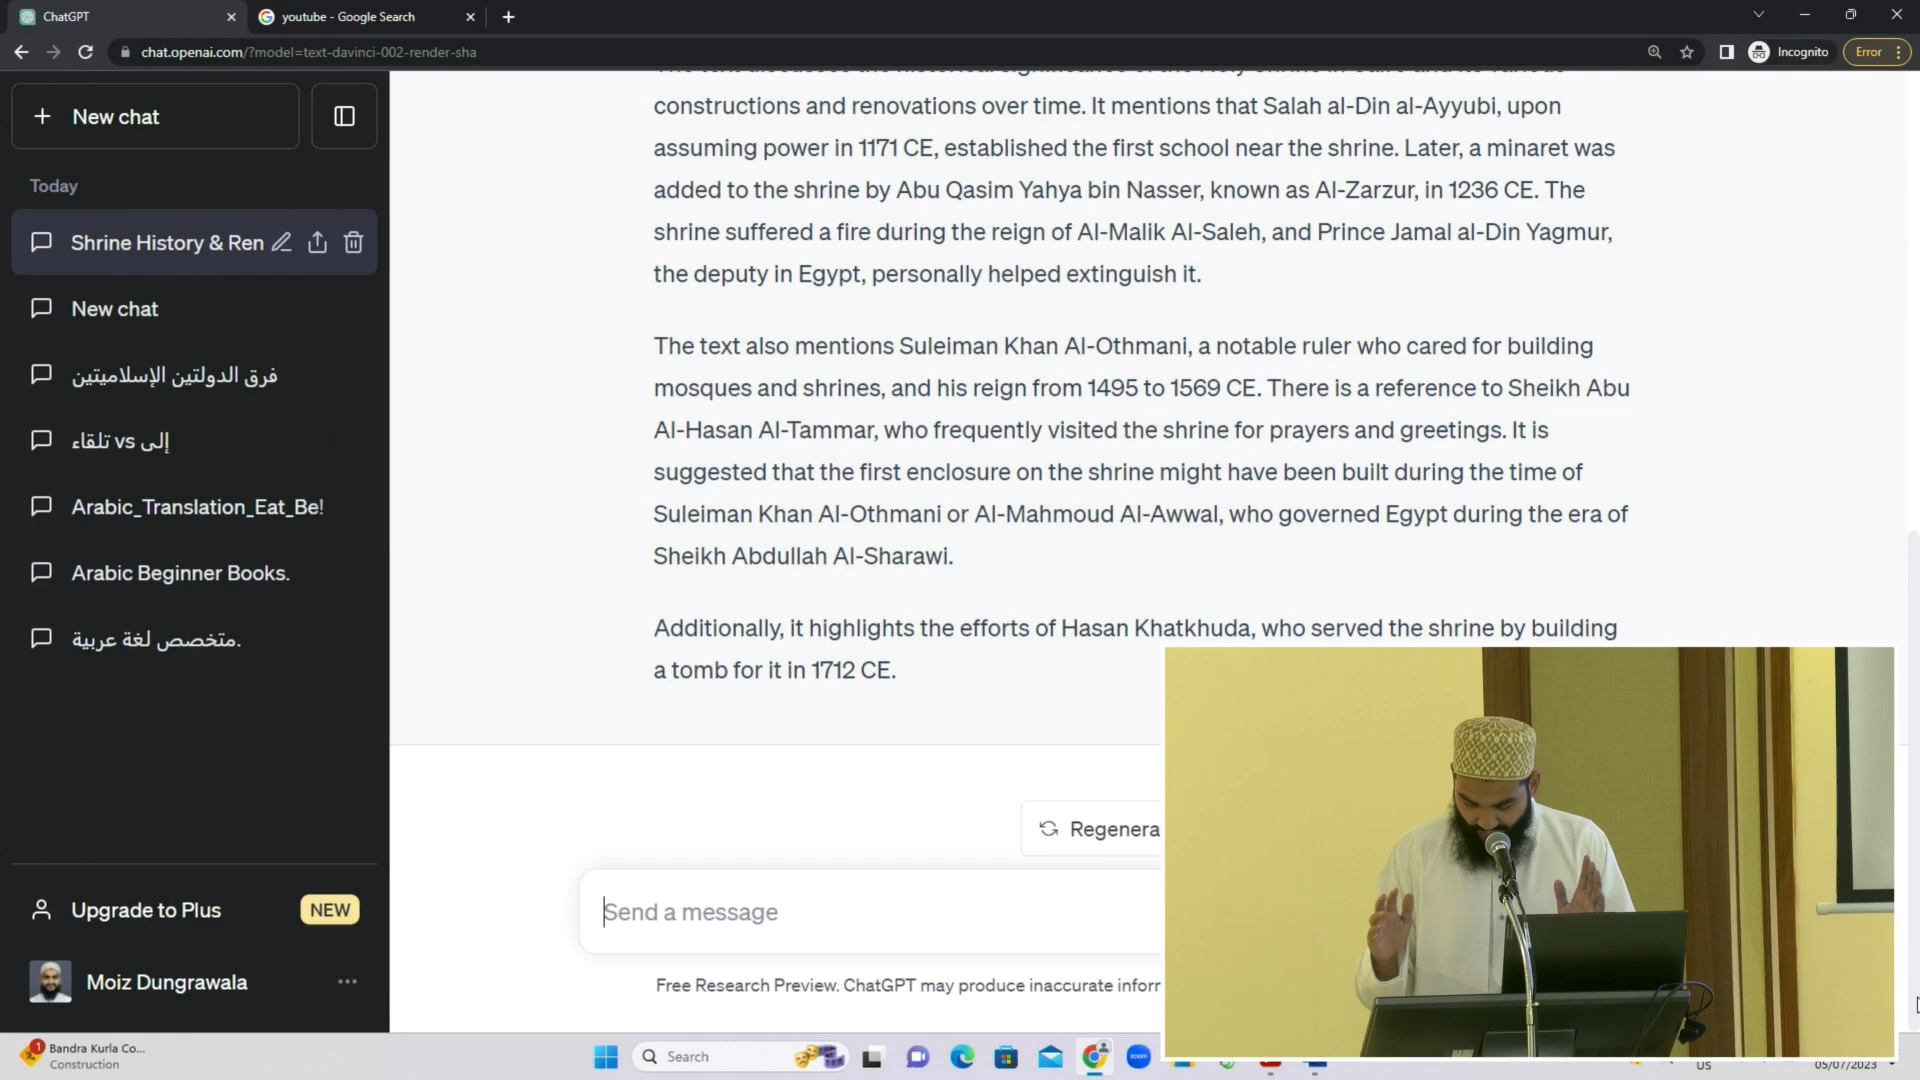 ChatGPT
youtube - Google Search
chat.openai.com/?model=text-davinci-002-render-sha
Incognito
Error
New chat
Today
Shrine History & Ren
New chat
فرق الدولتين الإسلاميتين
إلى vs تلقاء
Arabic_Translation_Eat_Be!
Arabic Beginner Books.
متخصص لغة عربية.
Upgrade to Plus
NEW
Moiz Dungrawala
constructions and renovations over time. It mentions that Salah al-Din al-Ayyubi, upon
assuming power in 1171 CE, established the first school near the shrine. Later, a minaret was
added to the shrine by Abu Qasim Yahya bin Nasser, known as Al-Zarzur, in 1236 CE. The
shrine suffered a fire during the reign of Al-Malik Al-Saleh, and Prince Jamal al-Din Yagmur,
the deputy in Egypt, personally helped extinguish it.
The text also mentions Suleiman Khan Al-Othmani, a notable ruler who cared for building
mosques and shrines, and his reign from 1495 to 1569 CE. There is a reference to Sheikh Abu
Al-Hasan Al-Tammar, who frequently visited the shrine for prayers and greetings. It is
suggested that the first enclosure on the shrine might have been built during the time of
Suleiman Khan Al-Othmani or Al-Mahmoud Al-Awwal, who governed Egypt during the era of
Sheikh Abdullah Al-Sharawi.
Additionally, it highlights the efforts of Hasan Khatkhuda, who served the shrine by building
a tomb for it in 1712 CE.
Regenera
Send a message
Free Research Preview. ChatGPT may produce inaccurate infor
1
Bandra Kurla Co...
Construction
Search
zoom
US
05/07/2023